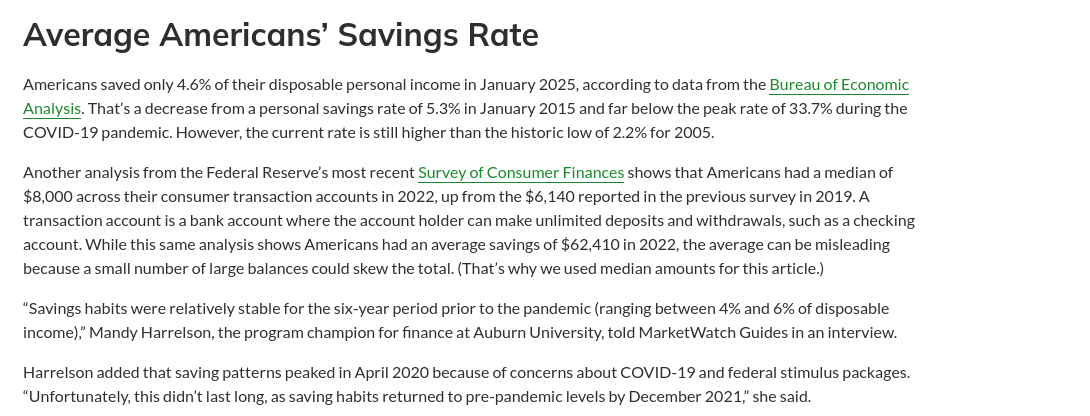 Average Americans’ Savings Rate
Americans saved only 4.6% of their disposable personal income in January 2025, according to data from the Bureau of Economic
Analysis. That’s a decrease from a personal savings rate of 5.3% in January 2015 and far below the peak rate of 33.7% during the
COVID-19 pandemic. However, the current rate is still higher than the historic low of 2.2% for 2005.
Another analysis from the Federal Reserve’s most recent Survey of Consumer Finances shows that Americans had a median of
$8,000 across their consumer transaction accounts in 2022, up from the $6,140 reported in the previous survey in 2019. A
transaction account is a bank account where the account holder can make unlimited deposits and withdrawals, such as a checking
account. While this same analysis shows Americans had an average savings of $62,410 in 2022, the average can be misleading
because a small number of large balances could skew the total. (That’s why we used median amounts for this article.)
“Savings habits were relatively stable for the six-year period prior to the pandemic (ranging between 4% and 6% of disposable
income),” Mandy Harrelson, the program champion for finance at Auburn University, told MarketWatch Guides in an interview.
Harrelson added that saving patterns peaked in April 2020 because of concerns about COVID-19 and federal stimulus packages.
“Unfortunately, this didn’t last long, as saving habits returned to pre-pandemic levels by December 2021,” she said.